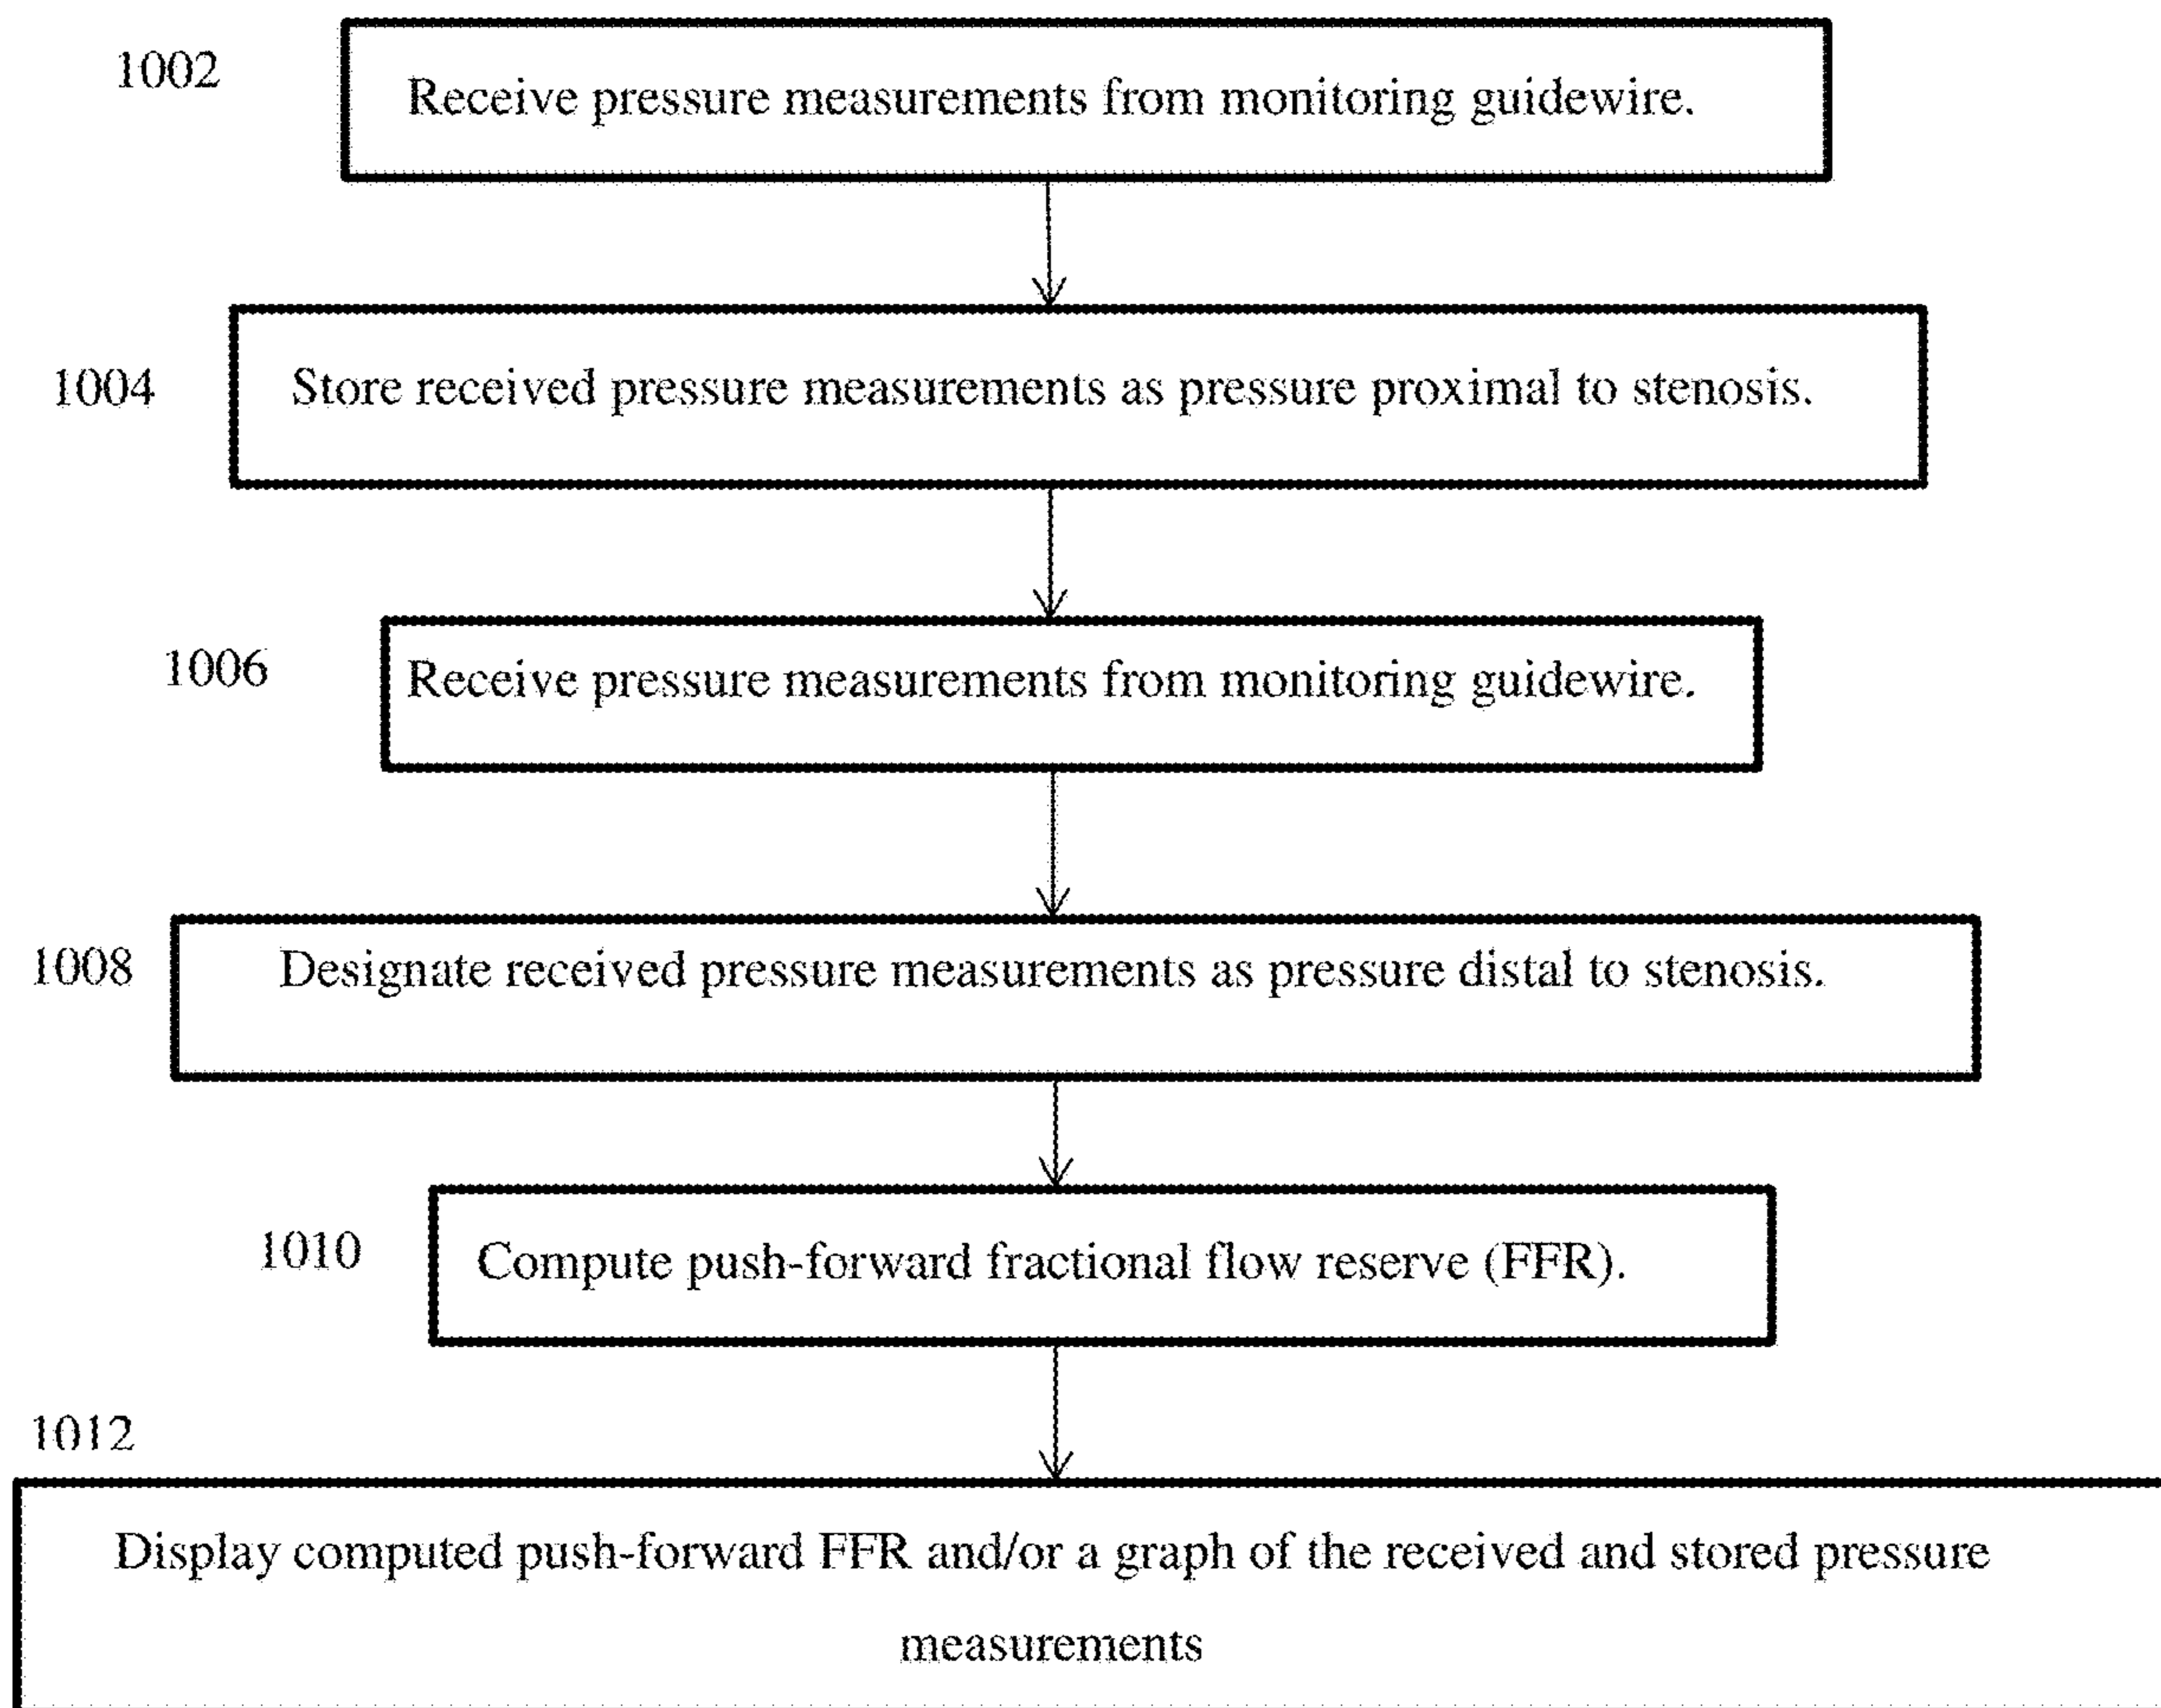 1002
Receive pressure measurements from monitoring guidewire.
1004
Store received pressure measurements as pressure proximal to stenosis.
1006
Receive pressure measurements from monitoring guidewire.
1008
Designate received pressure measurements as pressure distal to stenosis.
1010
Compute push-forward fractional flow reserve (FFR).
1012
Display computed push-forward FFR and/or a graph of the received and stored pressure
measurements